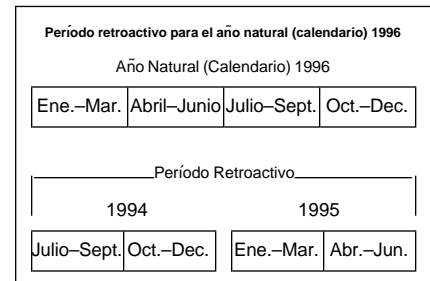 Período retroactivo para el año natural (calendario) 1996
Año Natural (Calendario) 1996
Ene.–Mar. Abril–Junio Julio–Sept. Oct.–Dec.
Período Retroactivo
1994 1995
Julio–Sept. Oct.–Dec. Ene.–Mar. Abr.–Jun.